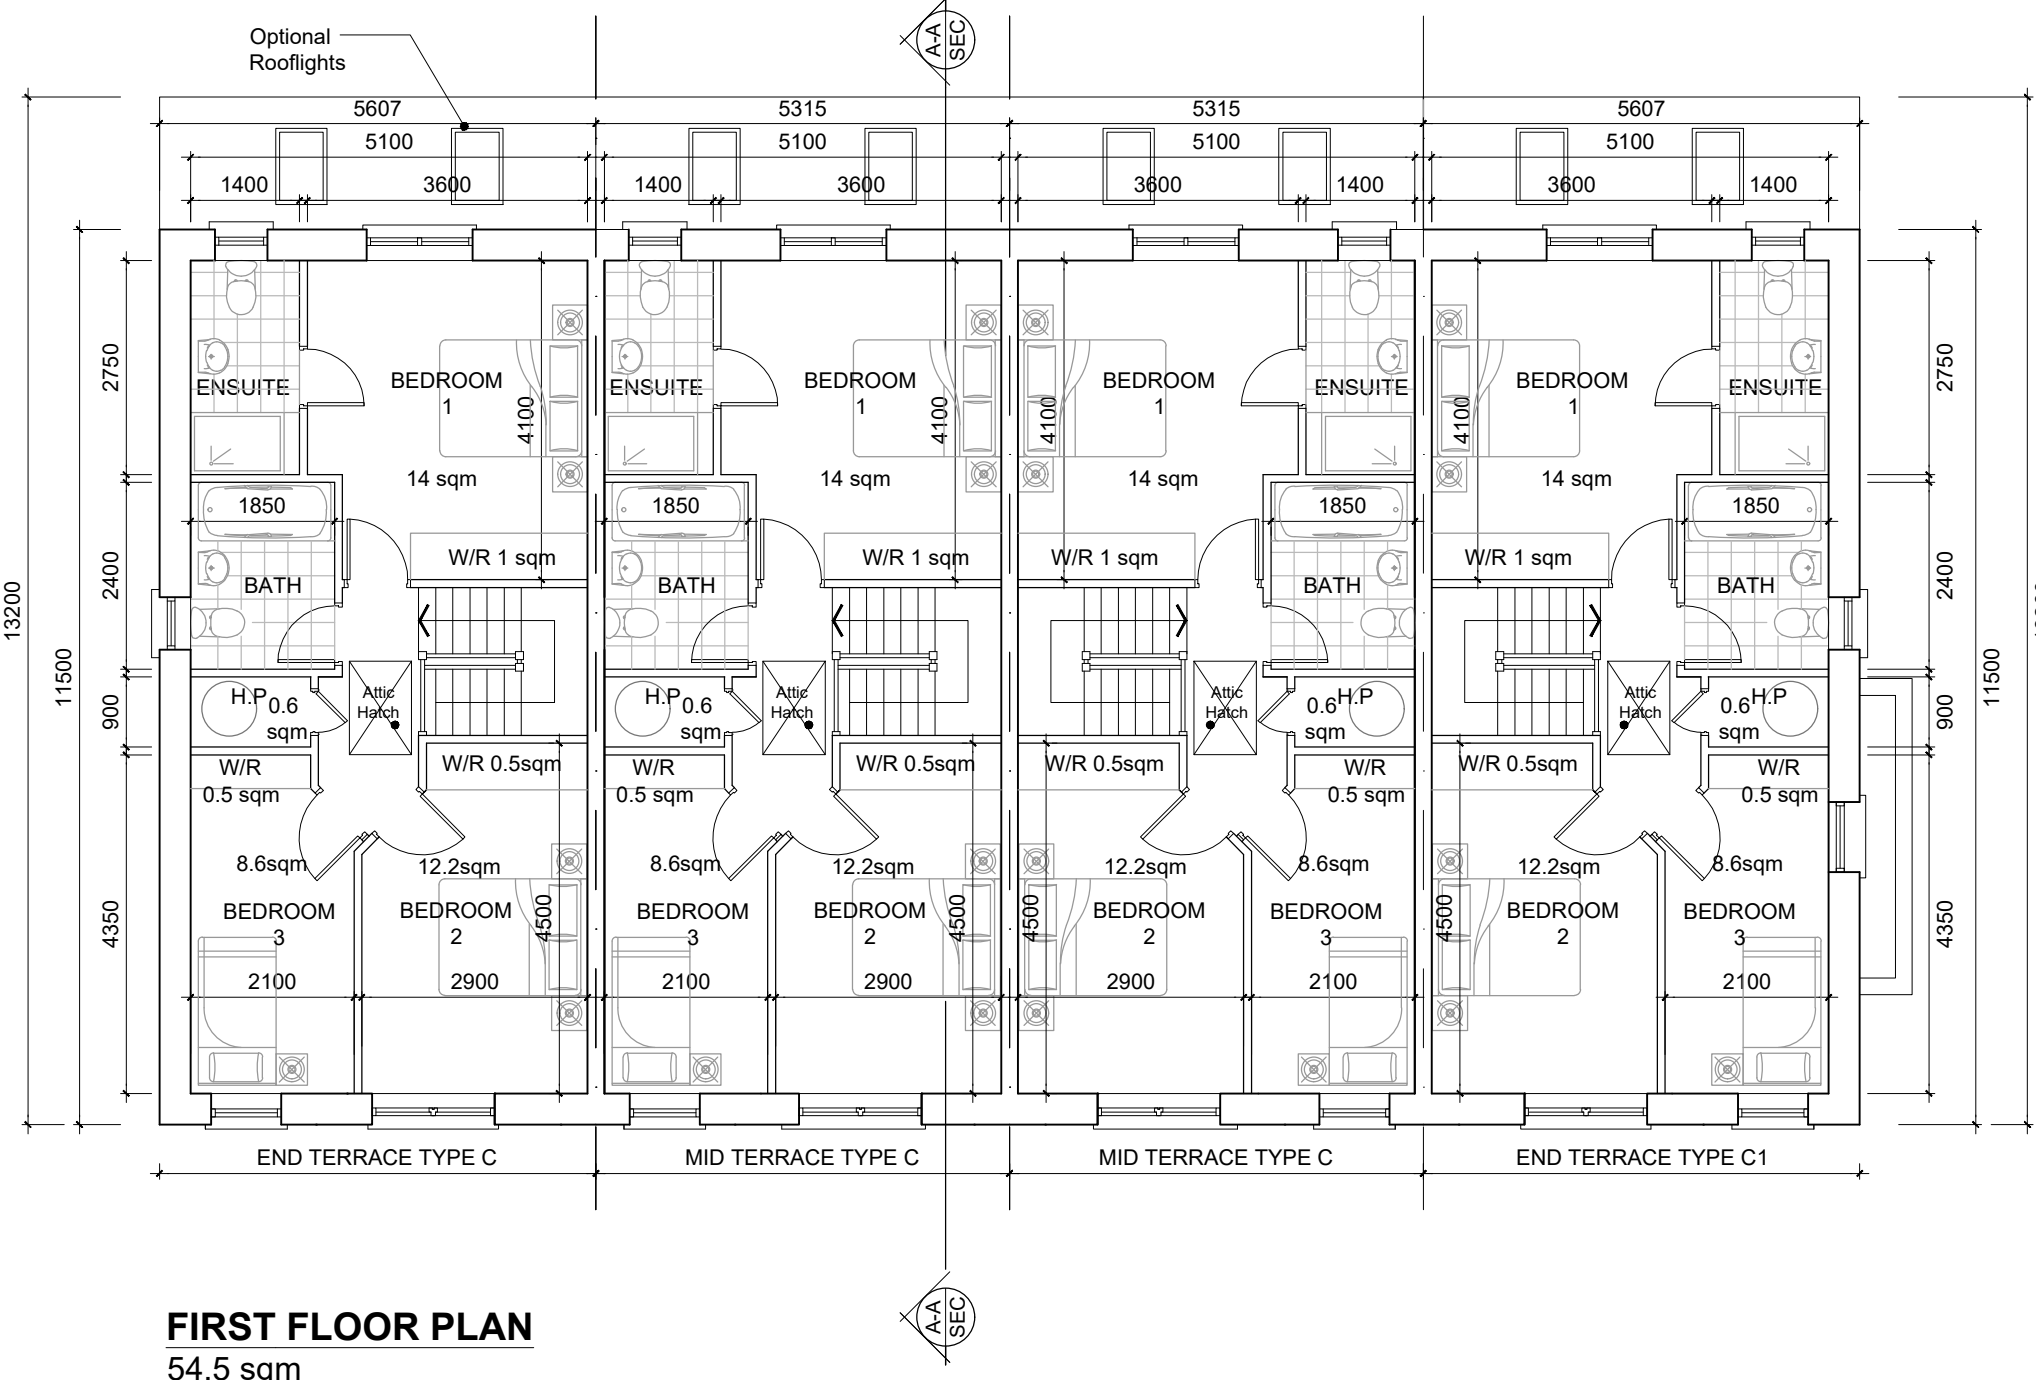 Optional
Rooflights
A-A
SEC
5607
5315
5315
5607
5100
5100
5100
5100
1400
3600
1400
3600
3600
1400
3600
1400
ENSUITE
BEDROOM
1
14 sqm
4100
ENSUITE
BEDROOM
1
14 sqm
4100
4100
BEDROOM
1
14 sqm
ENSUITE
4100
BEDROOM
1
14 sqm
ENSUITE
2750
2400
900
4350
11500
13200
2750
2400
900
4350
11500
1850
W/R 1 sqm
BATH
1850
W/R 1 sqm
BATH
W/R 1 sqm
1850
BATH
W/R 1 sqm
1850
BATH
H.P
0.6
sqm
Attic
Hatch
H.P
0.6
sqm
Attic
Hatch
Attic
Hatch
0.6
sqm
H.P
Attic
Hatch
0.6
sqm
H.P
W/R
0.5 sqm
W/R 0.5sqm
W/R
0.5 sqm
W/R 0.5sqm
W/R 0.5sqm
W/R
0.5 sqm
W/R 0.5sqm
W/R
0.5 sqm
8.6sqm
BEDROOM
3
2100
12.2sqm
BEDROOM
2
2900
4500
8.6sqm
BEDROOM
3
2100
12.2sqm
BEDROOM
2
2900
4500
4500
12.2sqm
BEDROOM
2
2900
8.6sqm
BEDROOM
3
2100
4500
12.2sqm
BEDROOM
2
8.6sqm
BEDROOM
3
2100
END TERRACE TYPE C
MID TERRACE TYPE C
MID TERRACE TYPE C
END TERRACE TYPE C1
A-A
SEC
FIRST FLOOR PLAN
54.5 sqm